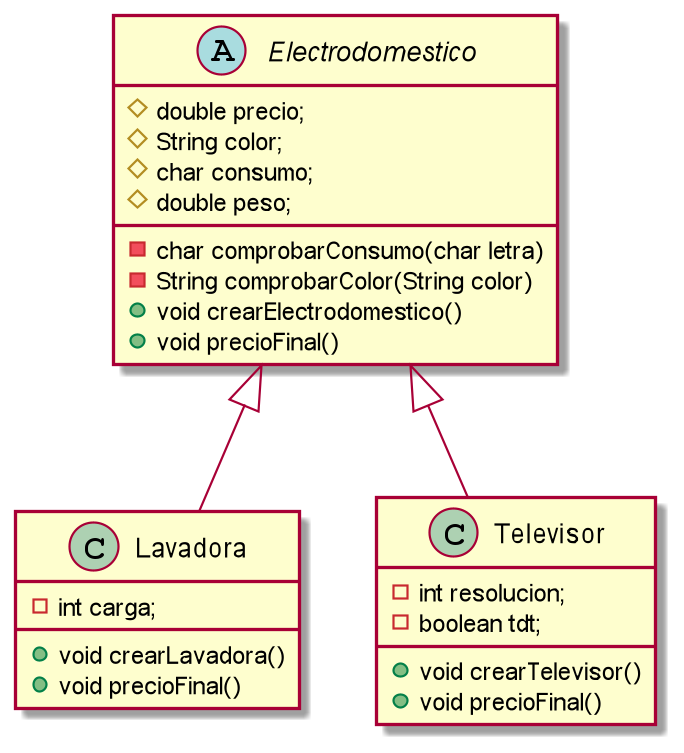 A Electrodomestico
double precio;
String color;
char consumo;
double peso;
char comprobarConsumo(char letra)
String comprobarColor(String color)
void crearElectrodomestico()
void precioFinal()
C Lavadora
int carga;
void crearLavadora()
void precioFinal()
C Televisor
int resolucion;
boolean tdt;
void crearTelevisor()
void precioFinal()